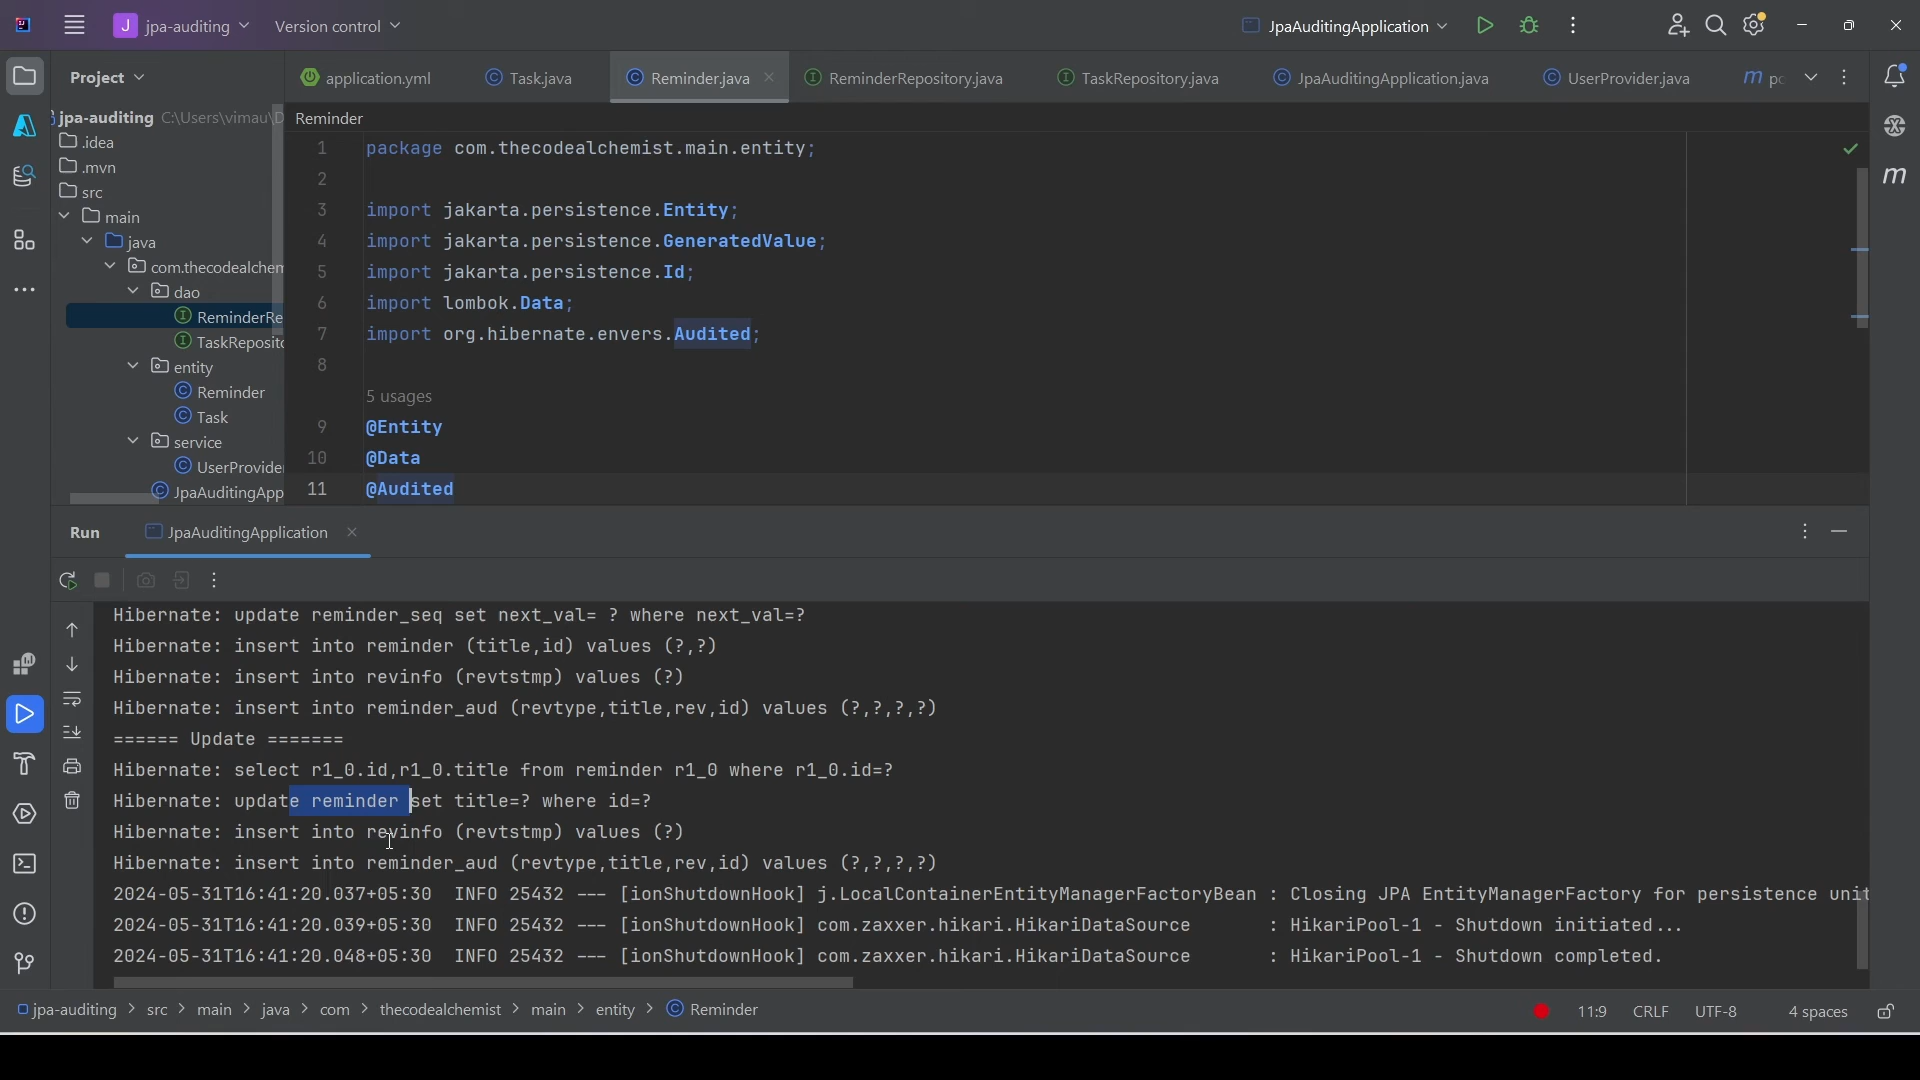 J jpa-auditing Version control JpaAuditingApplication
Project
application.yml Task.java Reminder.java ReminderRepository.java TaskRepository.java JpaAuditingApplication.java UserProvider.java m
jpa-auditing C:\Users\vimau\D
.idea
.mvn
src
main
java
com.thecodealchem
dao
ReminderRe
TaskReposito
entity
Reminder
Task
service
UserProvide
JpaAuditingApp
Reminder
1 package com.thecodealchemist.main.entity;
2
3 import jakarta.persistence.Entity;
4 import jakarta.persistence.GeneratedValue;
5 import jakarta.persistence.Id;
6 import lombok.Data;
7 import org.hibernate.envers.Audited;
8
5 usages
9 @Entity
10 @Data
11 @Audited
Run JpaAuditingApplication
Hibernate: update reminder_seq set next_val= ? where next_val=?
Hibernate: insert into reminder (title,id) values (?,?)
Hibernate: insert into revinfo (revtstmp) values (?)
Hibernate: insert into reminder_aud (revtype,title,rev,id) values (?,?,?,?)
====== Update =======
Hibernate: select r1_0.id,r1_0.title from reminder r1_0 where r1_0.id=?
Hibernate: update reminder set title=? where id=?
Hibernate: insert into revinfo (revtstmp) values (?)
Hibernate: insert into reminder_aud (revtype,title,rev,id) values (?,?,?,?)
2024-05-31T16:41:20.037+05:30  INFO 25432 --- [ionShutdownHook] j.LocalContainerEntityManagerFactoryBean : Closing JPA EntityManagerFactory for persistence unit
2024-05-31T16:41:20.039+05:30  INFO 25432 --- [ionShutdownHook] com.zaxxer.hikari.HikariDataSource : HikariPool-1 - Shutdown initiated...
2024-05-31T16:41:20.048+05:30  INFO 25432 --- [ionShutdownHook] com.zaxxer.hikari.HikariDataSource : HikariPool-1 - Shutdown completed.
jpa-auditing > src > main > java > com > thecodealchemist > main > entity > Reminder 11:9 CRLF UTF-8 4 spaces